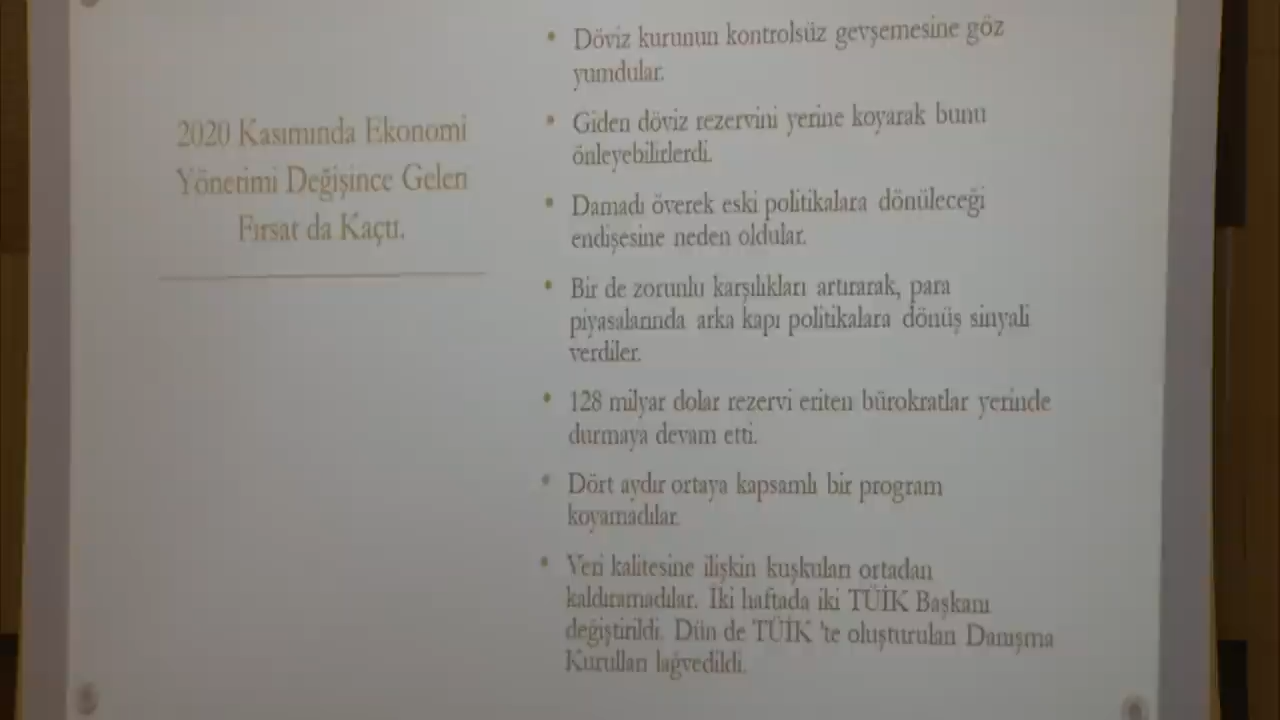 2020 Kasımında Ekonomi
Yönetimi Değişince Gelen
Fırsat da Kaçtı.
• Döviz kurunun kontrolsüz gevşemesine göz
yumdular.
• Giden döviz rezervini yerine koyarak bunu
önleyebilirlerdi.
• Damadı överek eski politikalara dönüleceği
endişesine neden oldular.
• Bir de zorunlu karşılıkları artırarak, para
piyasalarında arka kapı politikalara dönüş sinyali
verdiler.
• 128 milyar dolar rezervi eriten bürokratlar yerinde
durmaya devam etti.
• Dört aydır ortaya kapsamlı bir program
koyamadılar.
• Veri kalitesine ilişkin kuşkuları ortadan
kaldıramadılar. İki haftada iki TÜİK Başkanı
değiştirildi. Dün de TÜİK 'te oluşturulan Danışma
Kurulları lağvedildi.